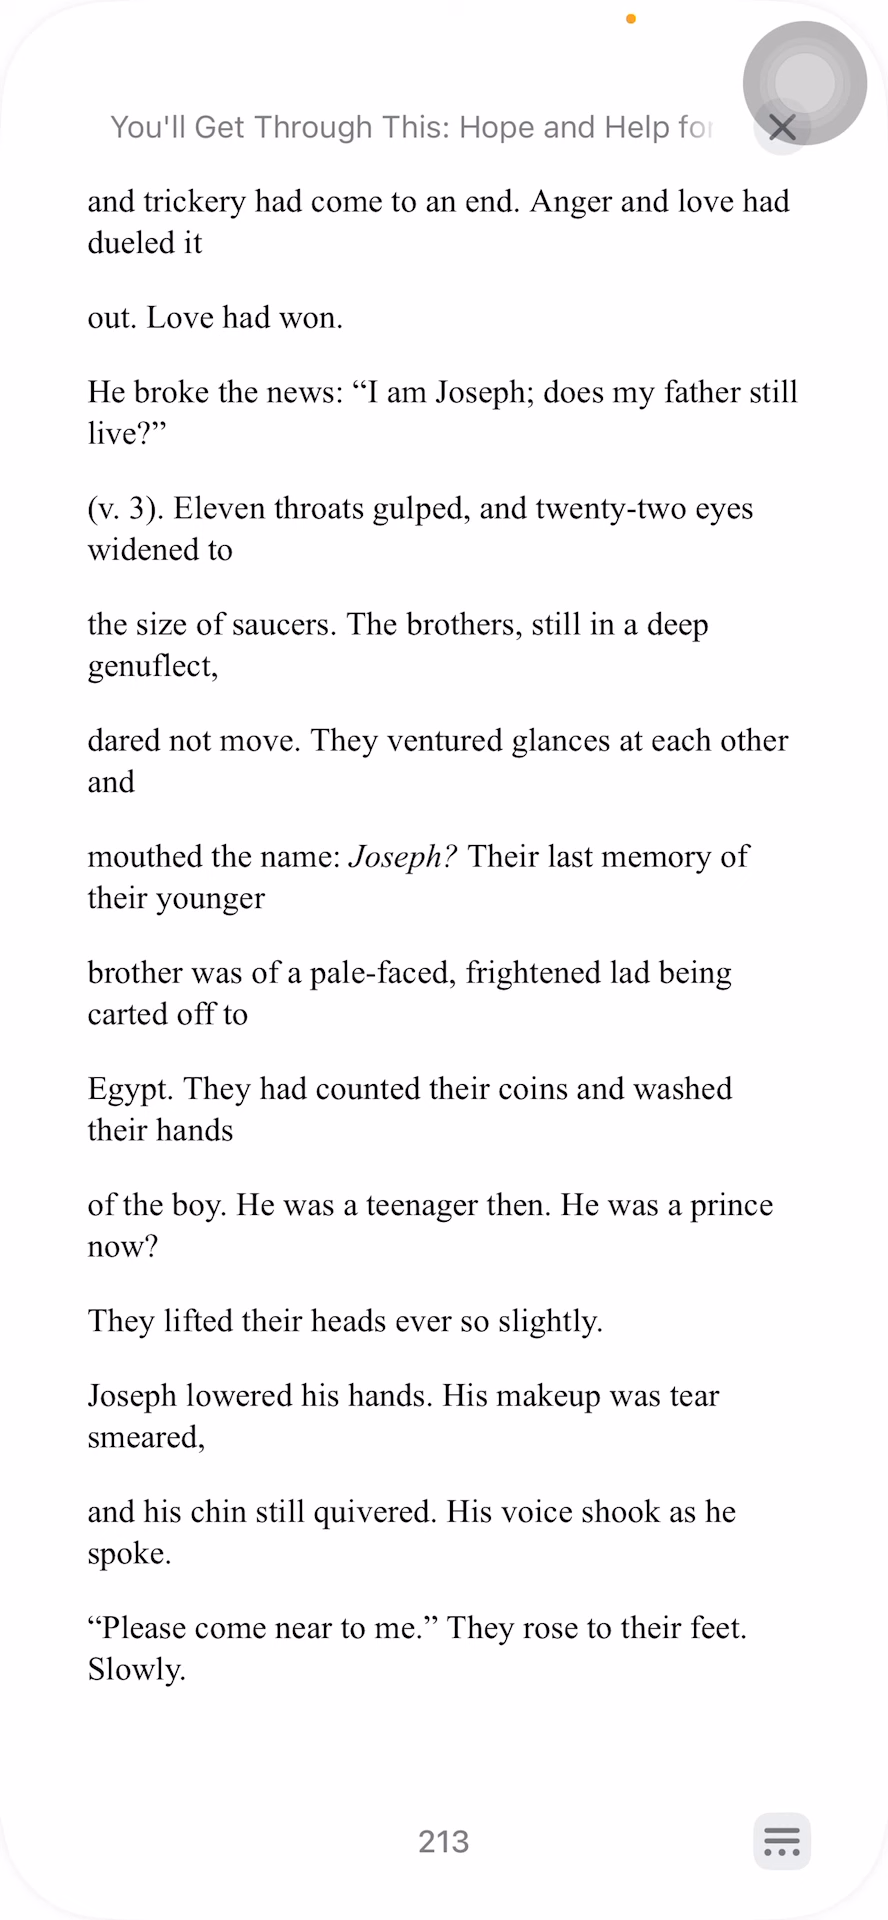 You'll Get Through This: Hope and Help for
and trickery had come to an end. Anger and love had
dueled it
out. Love had won.
He broke the news: “I am Joseph; does my father still
live?”
(v. 3). Eleven throats gulped, and twenty-two eyes
widened to
the size of saucers. The brothers, still in a deep
genuflect,
dared not move. They ventured glances at each other
and
mouthed the name: Joseph? Their last memory of
their younger
brother was of a pale-faced, frightened lad being
carted off to
Egypt. They had counted their coins and washed
their hands
of the boy. He was a teenager then. He was a prince
now?
They lifted their heads ever so slightly.
Joseph lowered his hands. His makeup was tear
smeared,
and his chin still quivered. His voice shook as he
spoke.
“Please come near to me.” They rose to their feet.
Slowly.
213